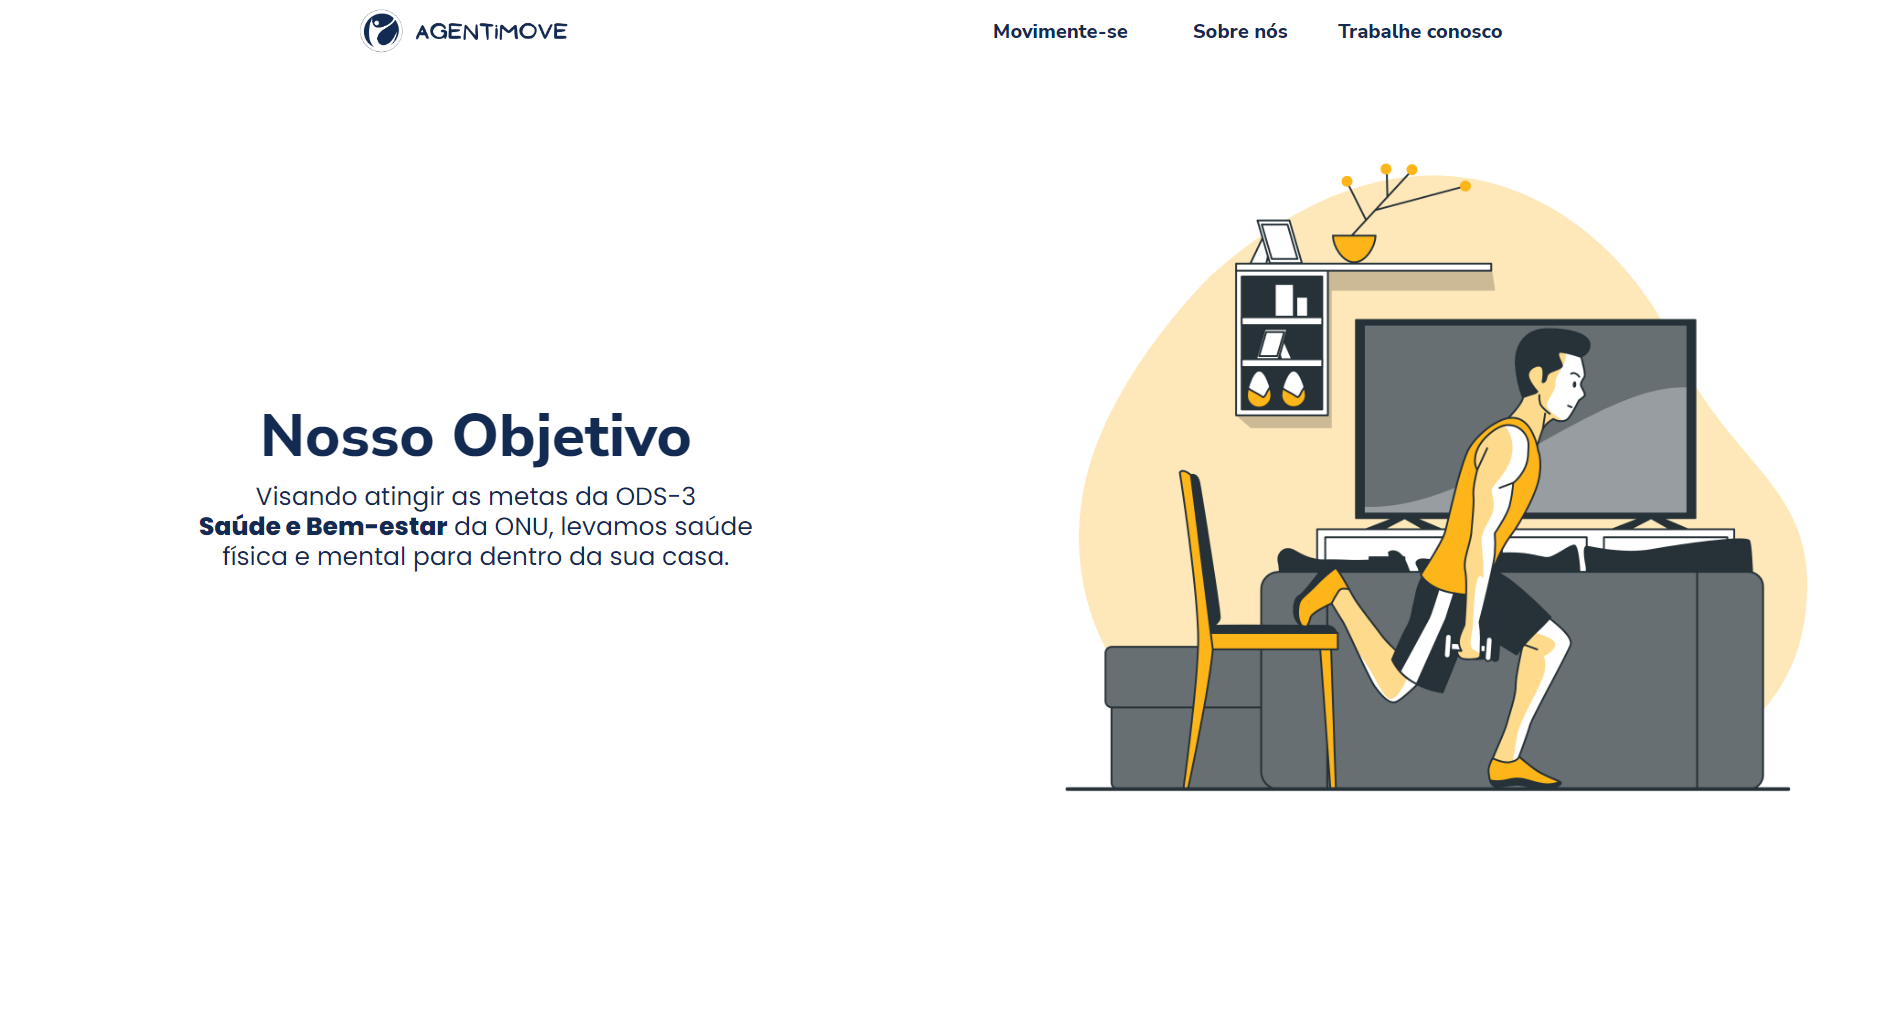 AGENTiMOVE
Movimente-se
Sobre nós
Trabalhe conosco
Nosso Objetivo
Visando atingir as metas da ODS-3
Saúde e Bem-estar da ONU, levamos saúde
física e mental para dentro da sua casa.